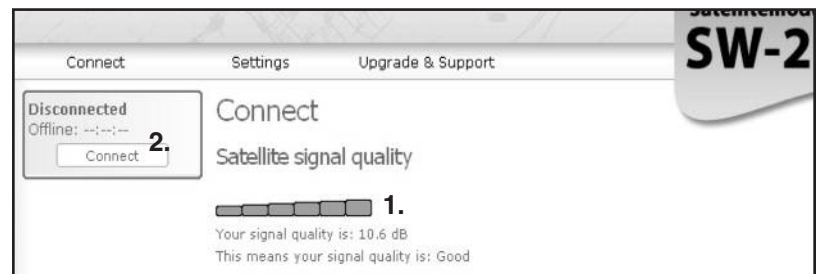 SW-2
Connect Settings Upgrade & Support
Disconnected
Offline: --:--:--
Connect
2.
Connect
Satellite signal quality
1.
Your signal quality is: 10.6 dB
This means your signal quality is: Good